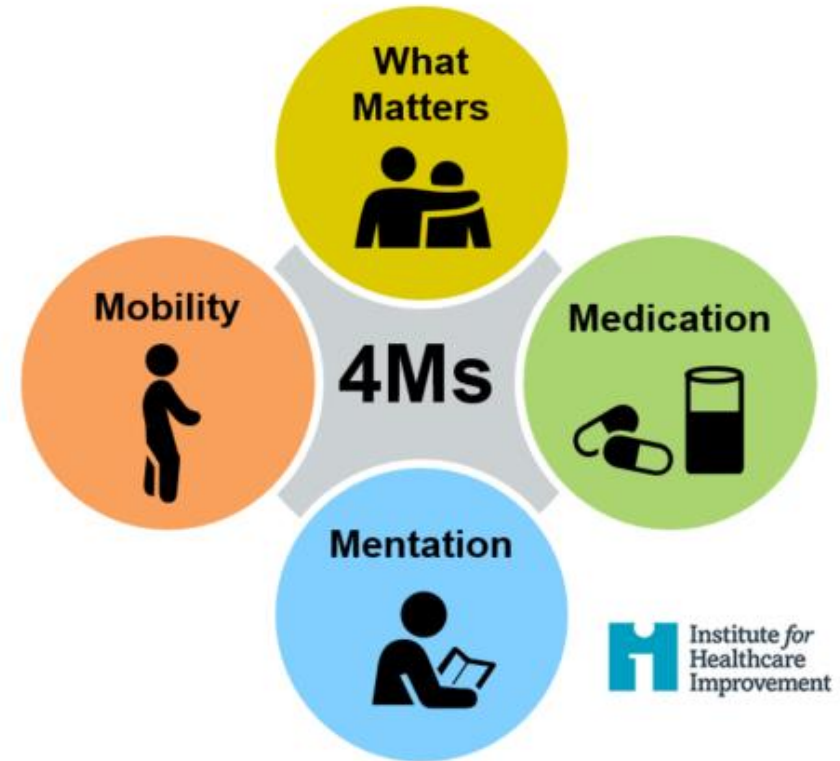 What
Matters
Mobility
4Ms
Medication
Mentation
Institute for
Healthcare
Improvement